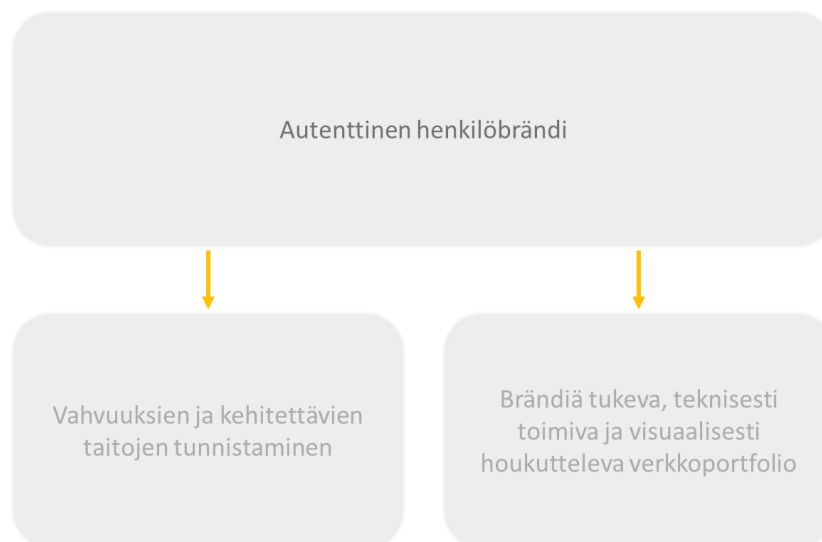 Autenttinen henkilöbrändi
Vahvuuksien ja kehitettävien
taitojen tunnistaminen
Brändiä tukeva, teknisesti
toimiva ja visuaalisesti
houkutteleva verkkoportfolio